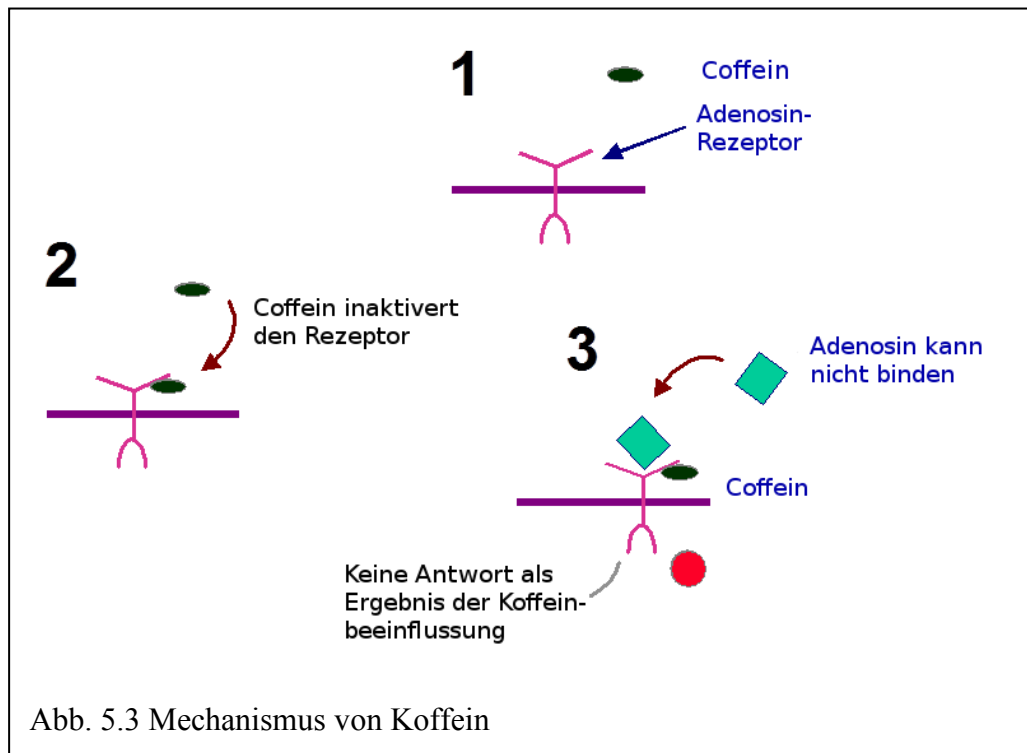 1
Coffein
Adenosin-
Rezeptor
2
Coffein inaktivert
den Rezeptor
3
Adenosin kann
nicht binden
Coffein
Keine Antwort als
Ergebnis der Koffein-
beeinflussung
Abb. 5.3 Mechanismus von Koffein